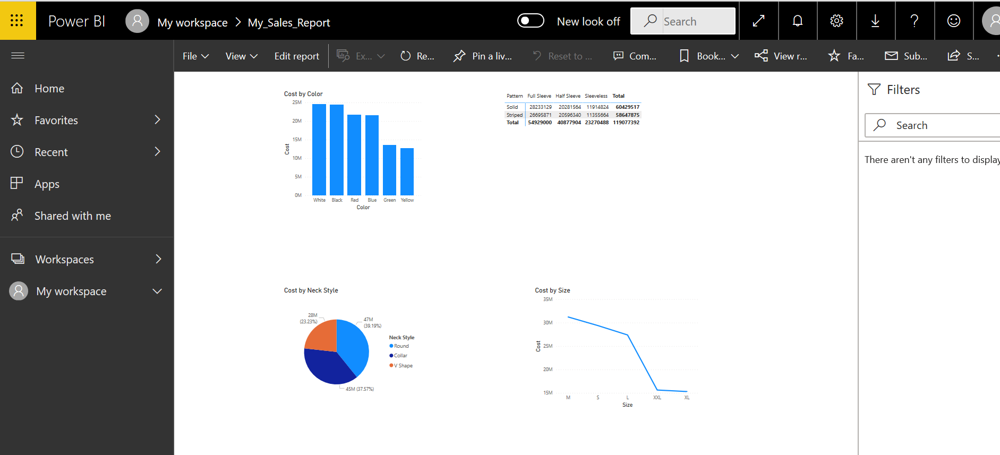 Power BI
My workspace > My_Sales_Report
New look off
Search
File
View
Edit report
Ex...
Re...
Pin a liv...
Reset to ...
Com...
Book...
View r...
Fa...
Sub...
S...
Home
Favorites
Recent
Apps
Shared with me
Workspaces
My workspace
Cost by Color
25M
20M
15M
10M
5M
0M
Cost
White Black Red Blue Green Yellow
Color
Pattern Full Sleeve Half Sleeve Sleeveless Total
Solid 28233129 20281564 11914824 60429517
Striped 26695871 20596340 11355664 58647875
Total 54929000 40877904 23270488 119077392
Cost by Neck Style
28M
(23.23%)
47M
(39.19%)
45M (37.57%)
Neck Style
Round
Collar
V Shape
Cost by Size
35M
30M
25M
20M
15M
Cost
M S L XXL XL
Size
Filters
Search
There aren't any filters to display